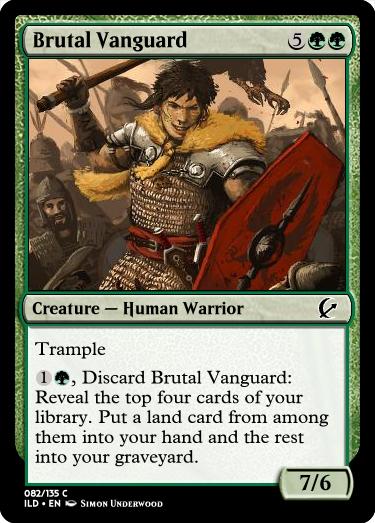 Brutal Vanguard 5
Creature — Human Warrior
Trample
1, Discard Brutal Vanguard:
Reveal the top four cards of your
library. Put a land card from among
them into your hand and the rest
into your graveyard.
7/6
082/135 C
ILD • EN Simon Underwood